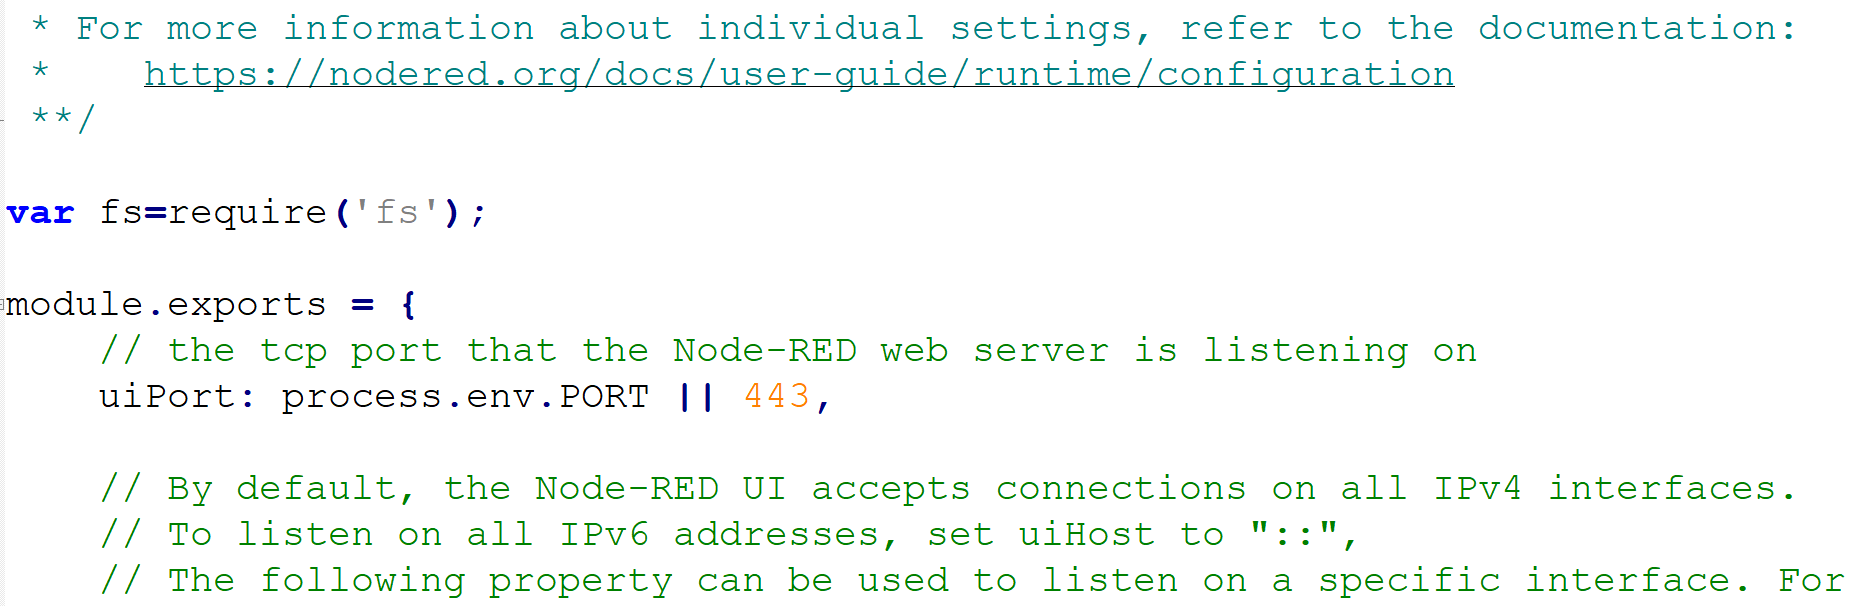 * For more information about individual settings, refer to the documentation:
*    https://nodered.org/docs/user-guide/runtime/configuration
**/
var fs=require('fs');
module.exports = {
// the tcp port that the Node-RED web server is listening on
uiPort: process.env.PORT || 443,
// By default, the Node-RED UI accepts connections on all IPv4 interfaces.
// To listen on all IPv6 addresses, set uiHost to "::",
// The following property can be used to listen on a specific interface. For